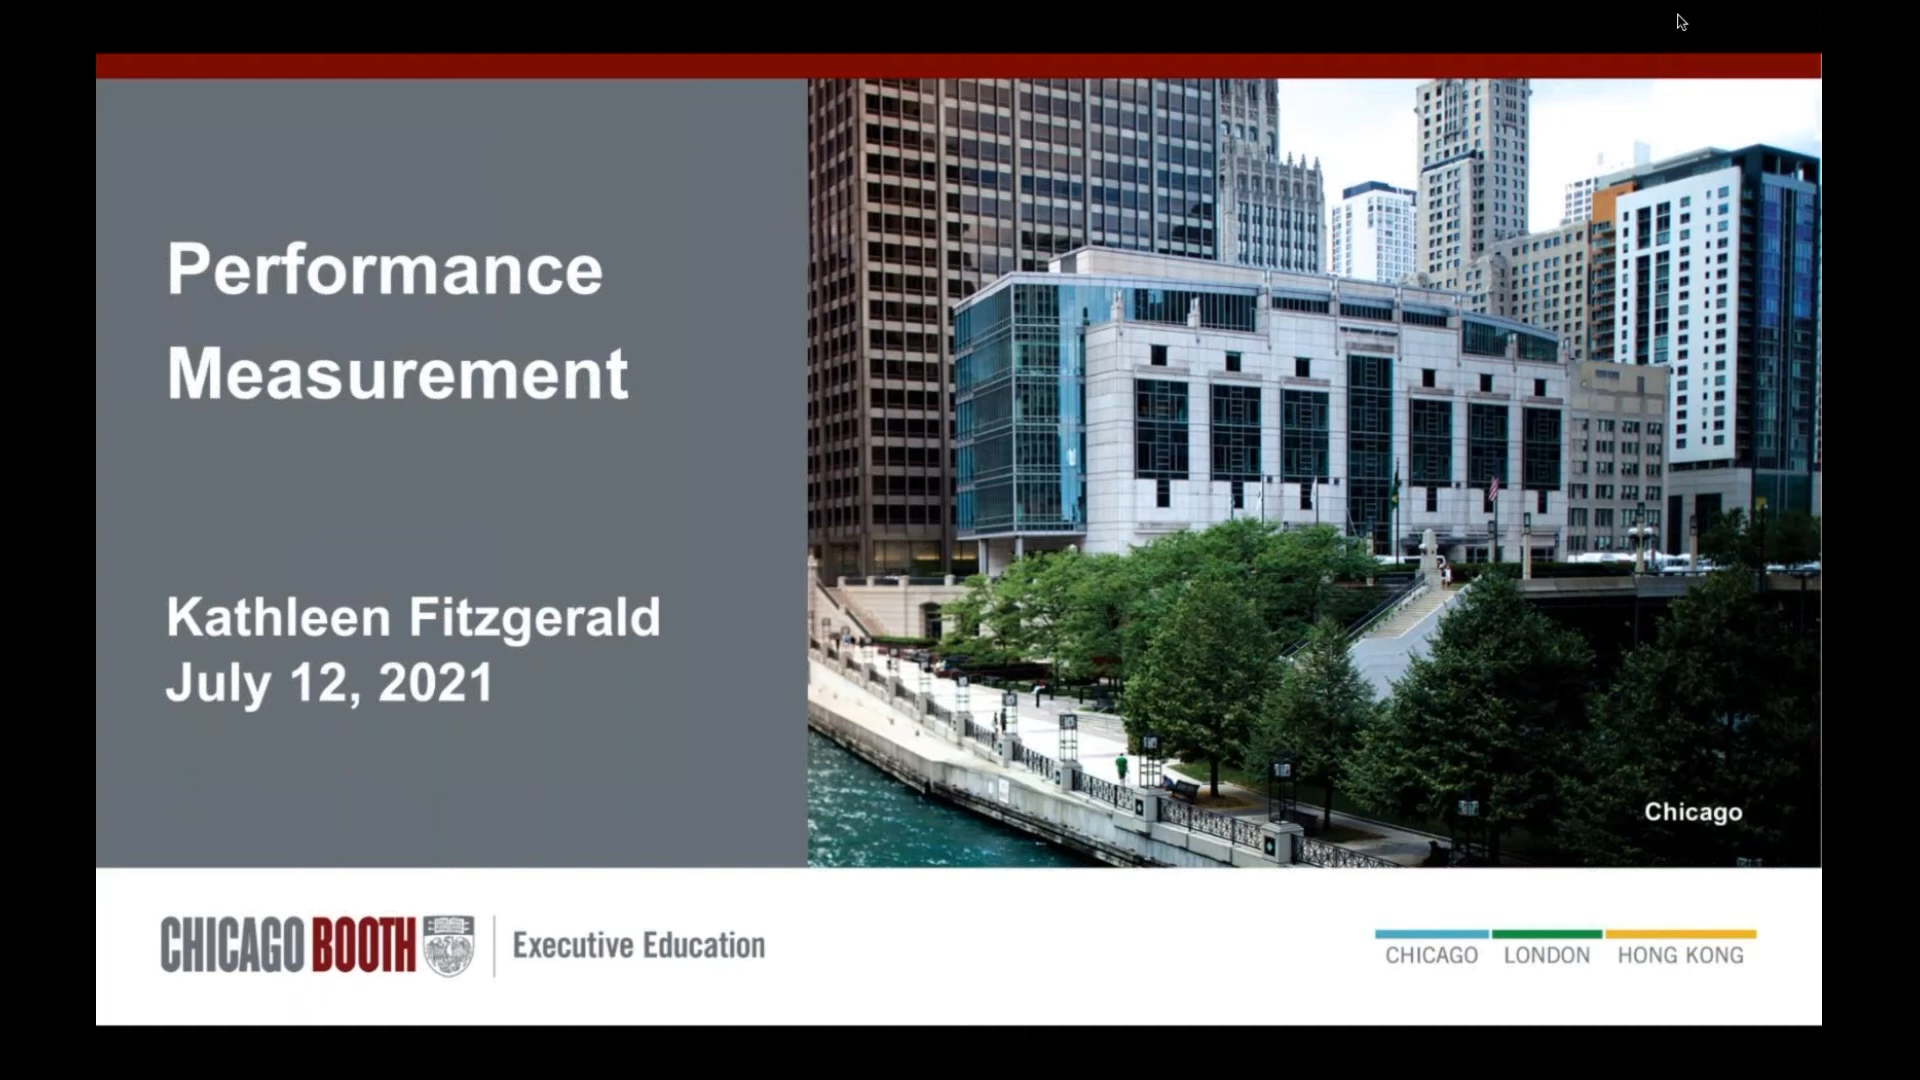 Performance
Measurement
Kathleen Fitzgerald
July 12, 2021
Chicago
CHICAGO BOOTH
Executive Education
CHICAGO LONDON HONG KONG